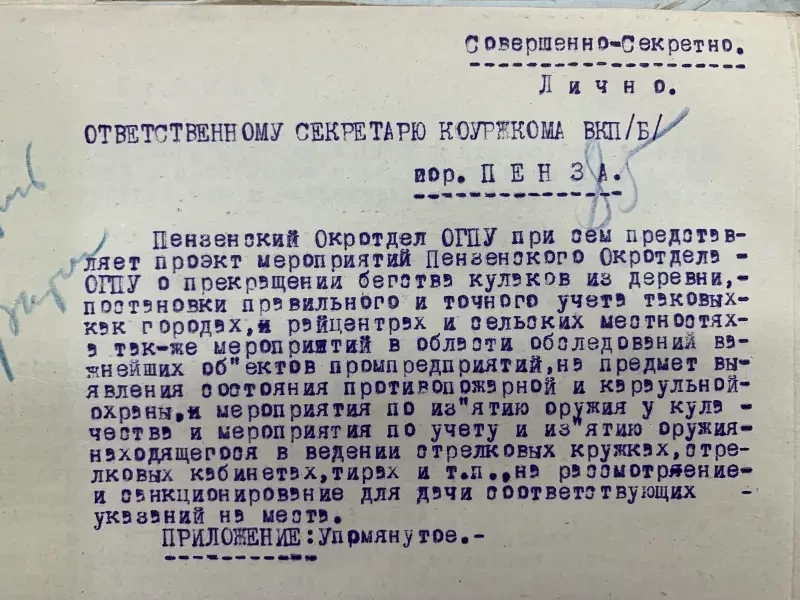 Совершенно-Секретно.
Лично.
ОТВЕТСТВЕННОМУ СЕКРЕТАРЮ КОУРЖКОМА ВКП/Б/
85
гор. ПЕНЗА.
Пензенский Окротдел ОГПУ при сем представ-
ляет проэкт мероприятий Пензенского Окротдела -
ОГПУ о прекращении бегства кулаков из деревни,-
постановки правильного и точного учета таковых-
как городах,и райцентрах и сельских местностях-
а так-же мероприятий в области обследований ва-
жнейших об"ектов промпредприятий,на предмет вы-
явления состояния противопожарной и караульной-
охраны,и мероприятия по из"ятию оружия у кула -
чества и мероприятия по учету и из"ятию оружия-
находящегося в ведении стрелковых кружках,стре-
лковых кабинетах,тирах и т.п.,на рассмотряение-
и санкционирование для дачи соответствующих -
указаний на места.
ПРИЛОЖЕНИЕ:Упрмянутое.-